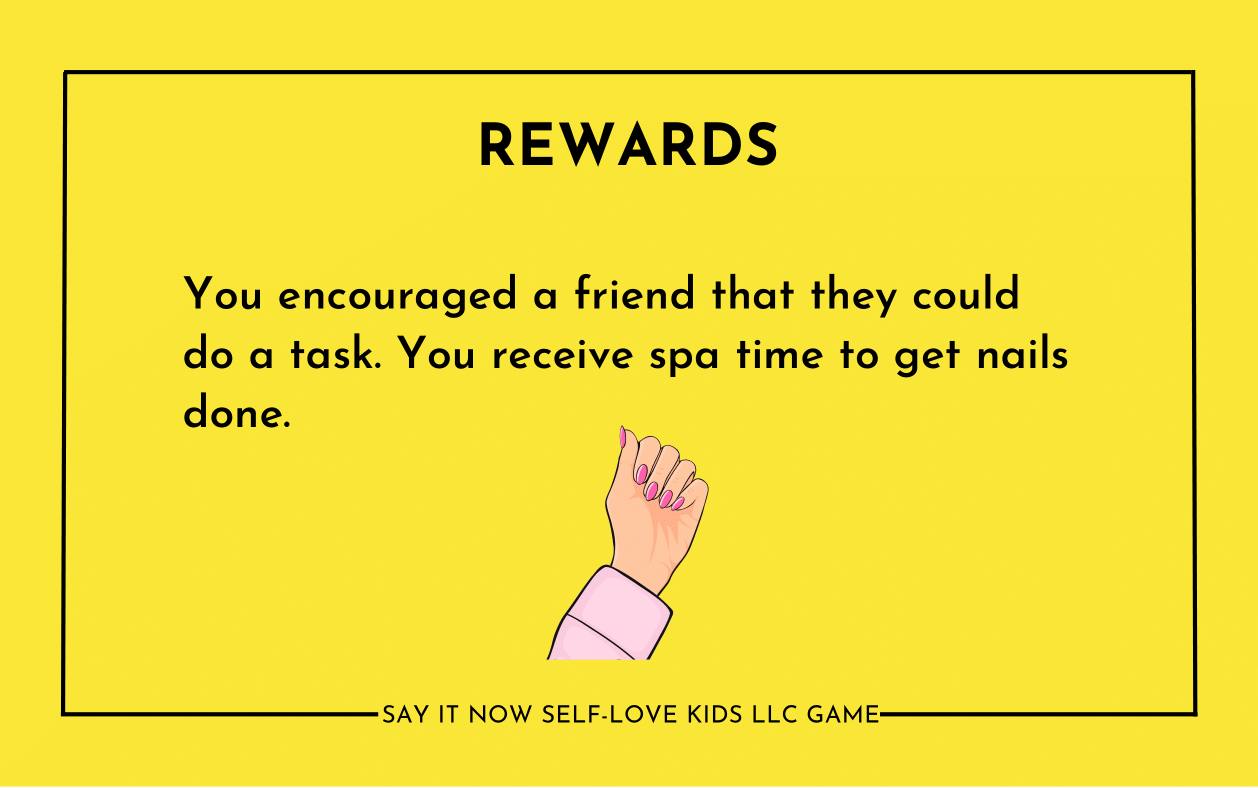 REWARDS
You encouraged a friend that they could
do a task. You receive spa time to get nails
done.
SAY IT NOW SELF-LOVE KIDS LLC GAME